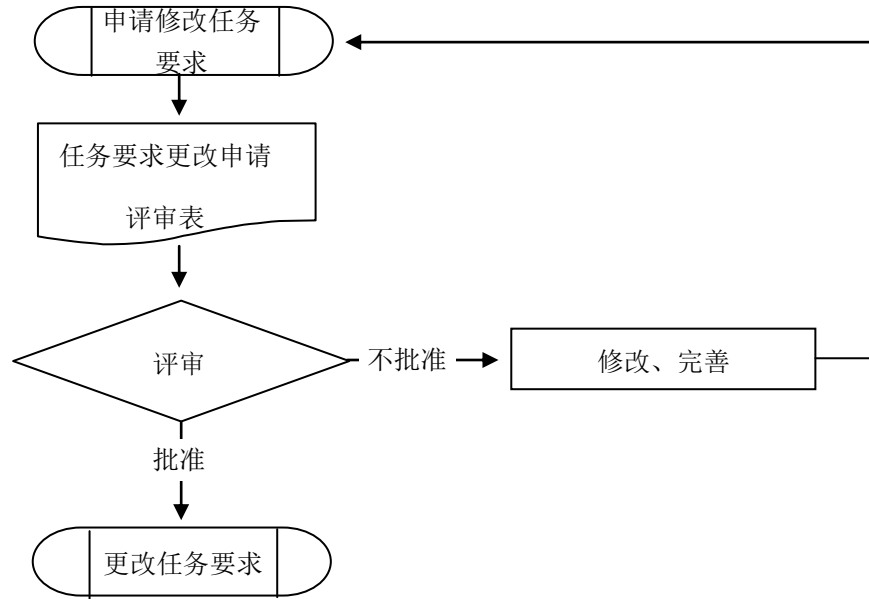 申请修改任务
要求
任务要求更改申请
评审表
评审
不批准
修改、完善
批准
更改任务要求